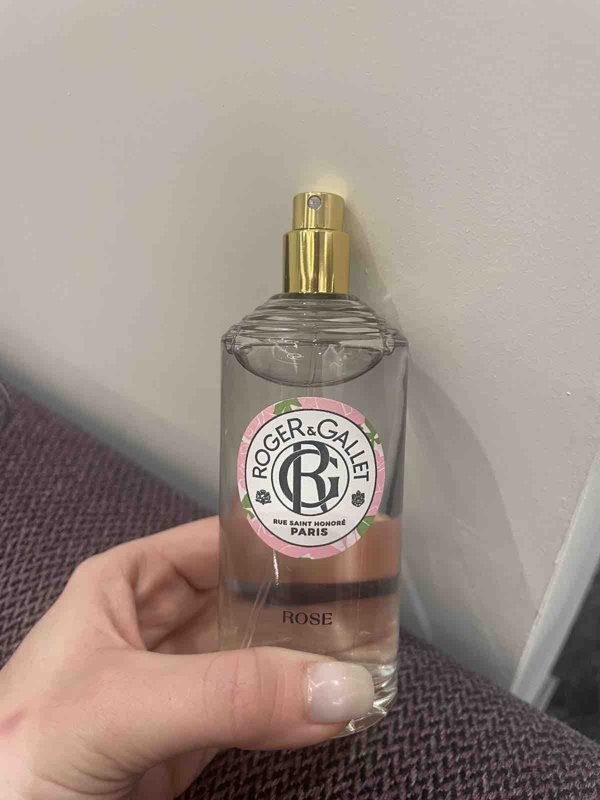 ROGER & GALLET
RG
RUE SAINT HONORÉ
PARIS
ROSE